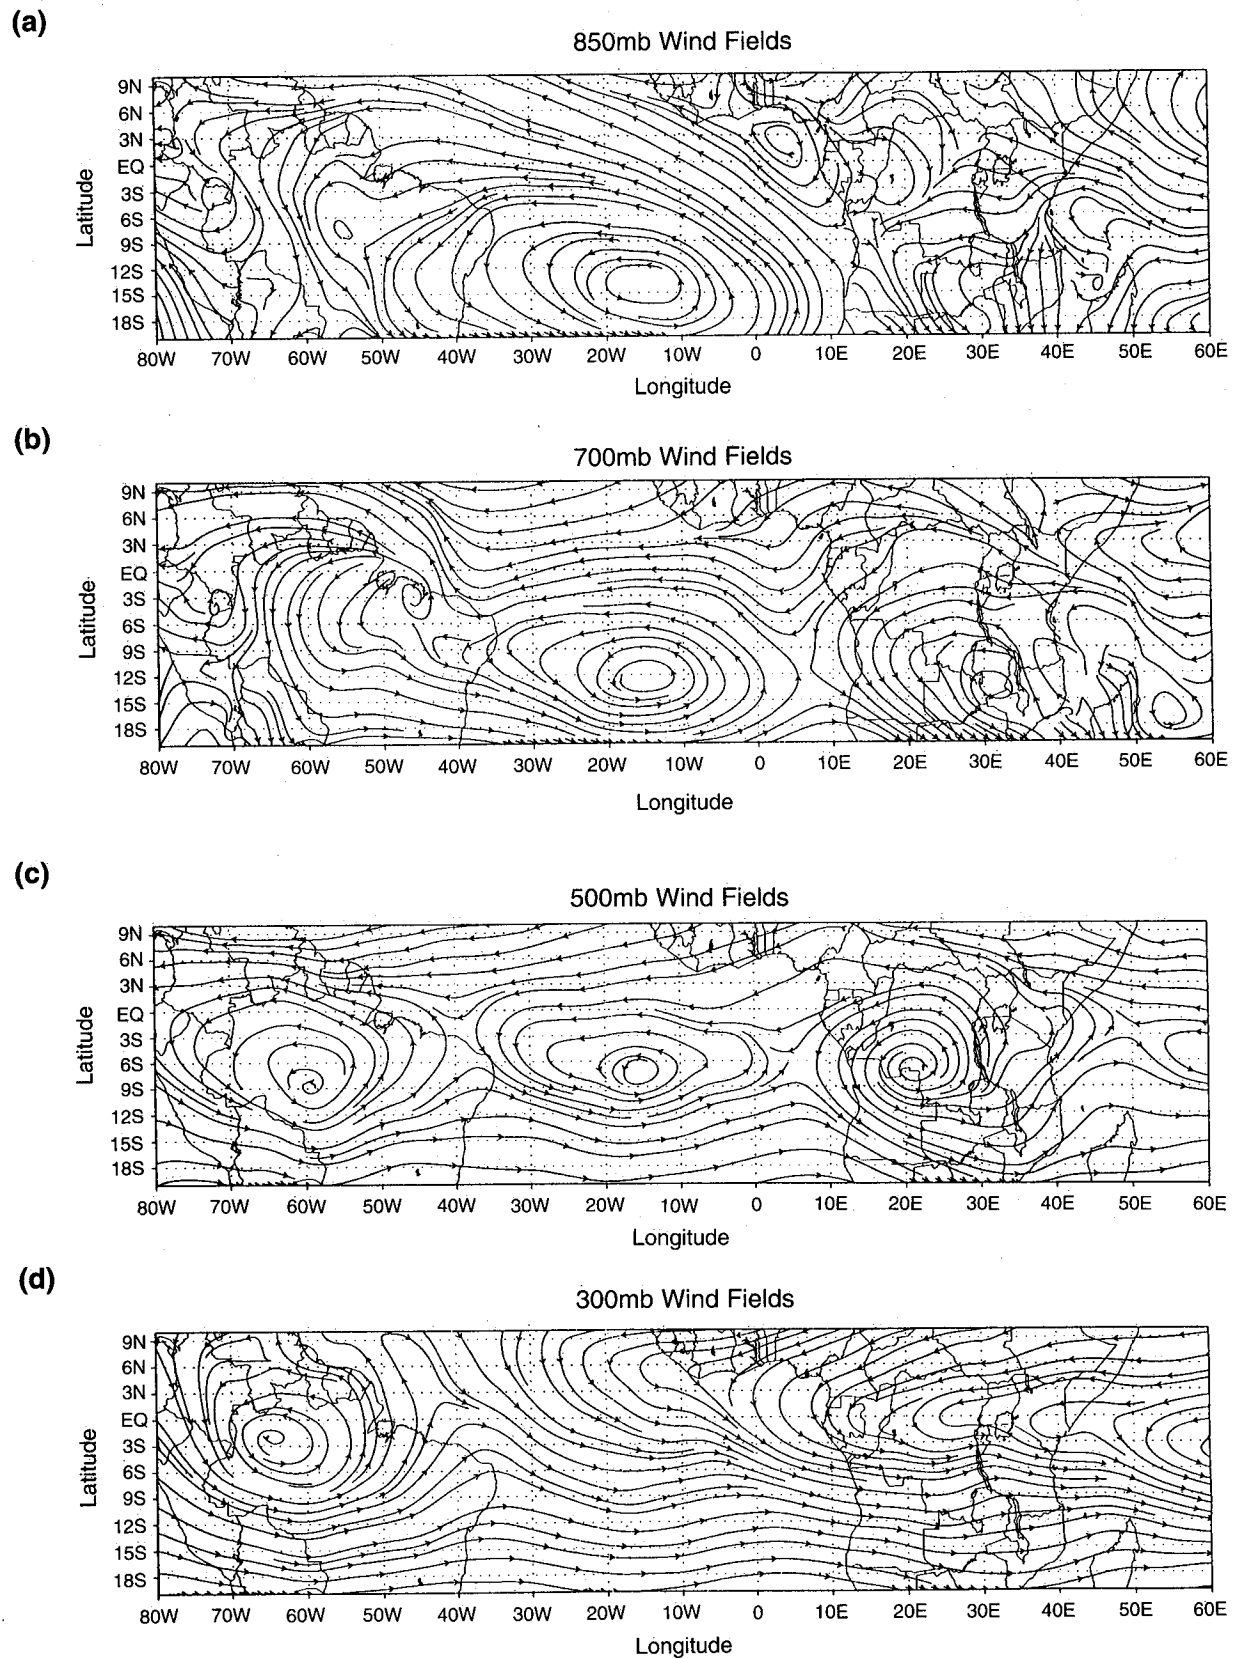 (a)
850mb Wind Fields
9N
6N
3N
EQ
3S
6S
9S
12S
15S
18S
Latitude
80W 70W 60W 50W 40W 30W 20W 10W 0 10E 20E 30E 40E 50E 60E
Longitude
(b)
700mb Wind Fields
9N
6N
3N
EQ
3S
6S
9S
12S
15S
18S
Latitude
80W 70W 60W 50W 40W 30W 20W 10W 0 10E 20E 30E 40E 50E 60E
Longitude
(c)
500mb Wind Fields
9N
6N
3N
EQ
3S
6S
9S
12S
15S
18S
Latitude
80W 70W 60W 50W 40W 30W 20W 10W 0 10E 20E 30E 40E 50E 60E
Longitude
(d)
300mb Wind Fields
9N
6N
3N
EQ
3S
6S
9S
12S
15S
18S
Latitude
80W 70W 60W 50W 40W 30W 20W 10W 0 10E 20E 30E 40E 50E 60E
Longitude